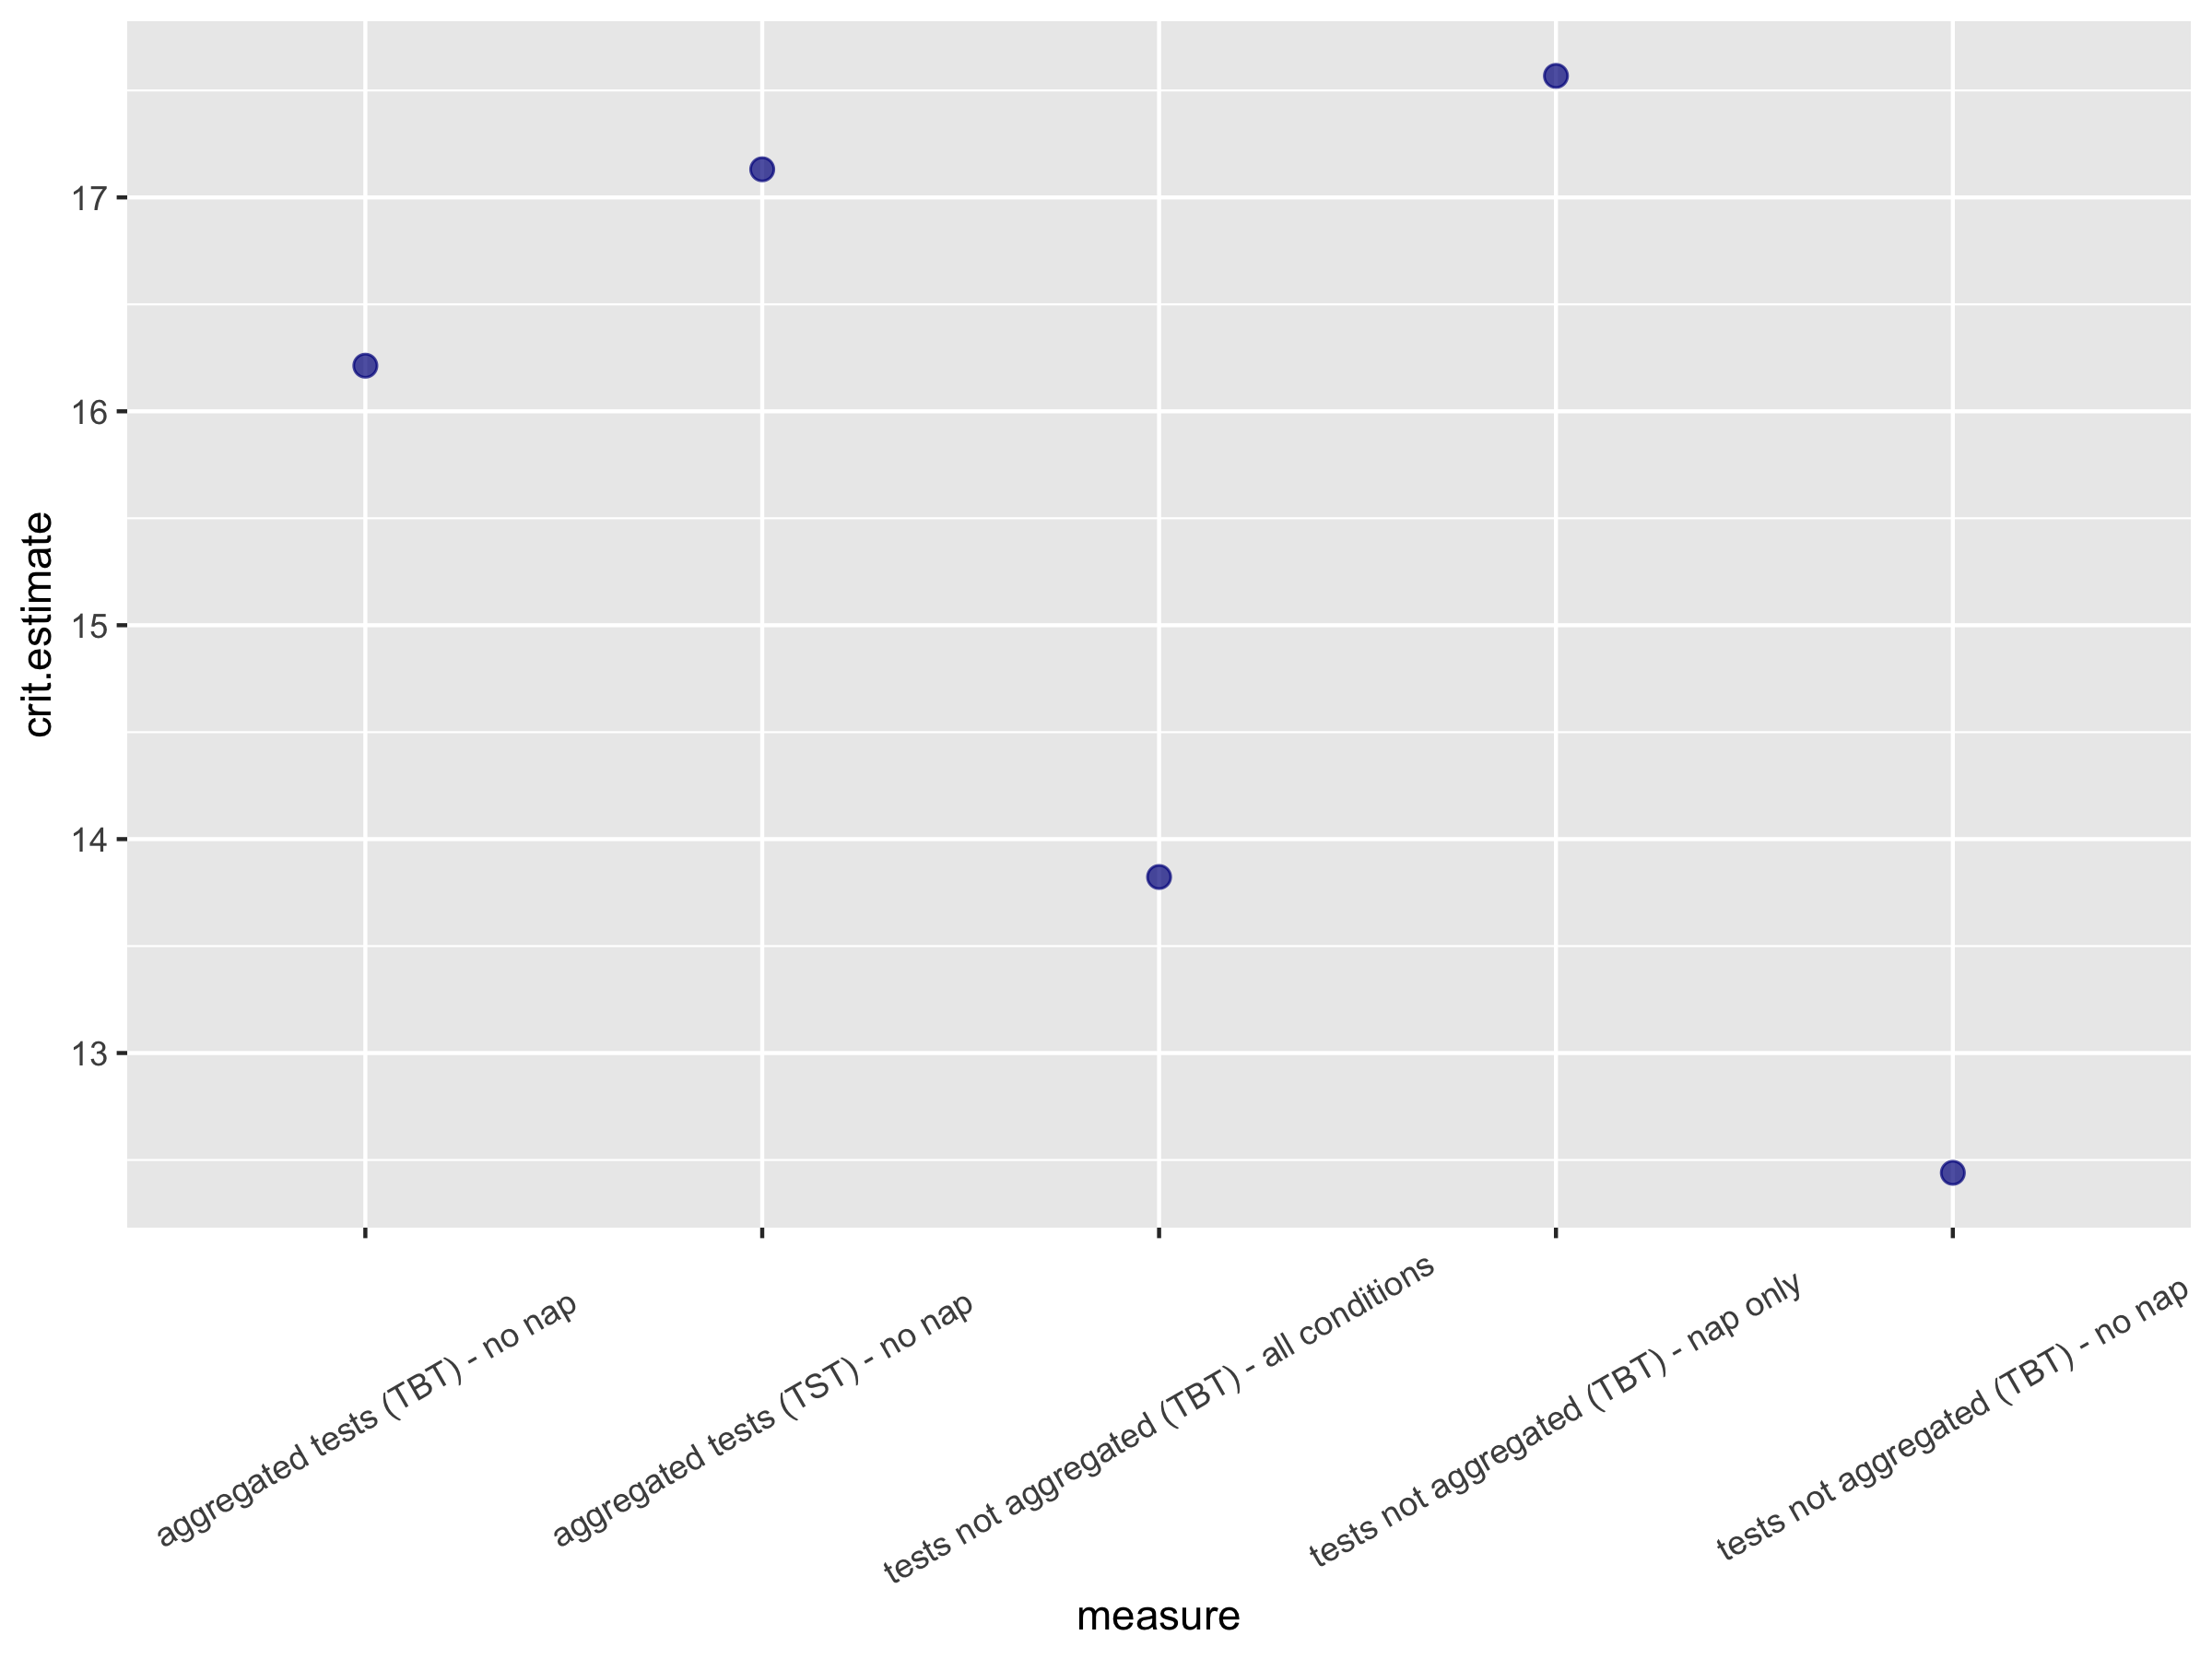 crit.estimate
17
16
15
14
13
aggregated tests (TBT) - no nap
aggregated tests (TST) - no nap
tests not aggregated (TBT) - all conditions
tests not aggregated (TBT) - nap only
tests not aggregated (TBT) - no nap
measure